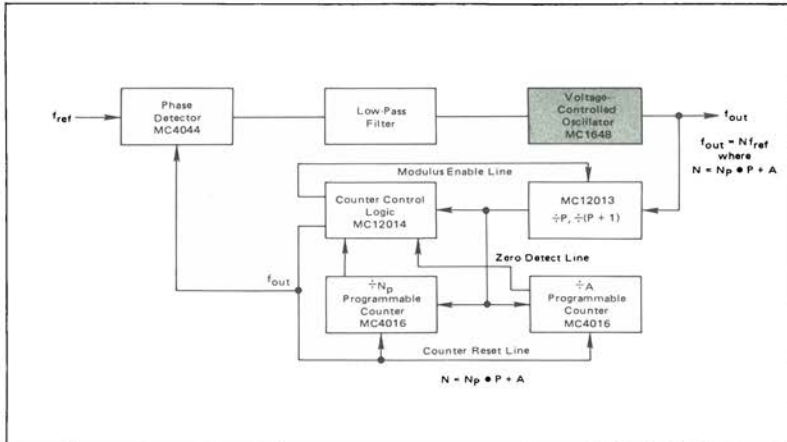 fref
Phase
Detector
MC4044
Low-Pass
Filter
Voltage-
Controlled
Oscillator
MC1648
fout
fout = Nfref
where
N = Np • P + A
Modulus Enable Line
Counter Control
Logic
MC12014
MC12013
÷P, ÷(P + 1)
Zero Detect Line
fout
÷Np
Programmable
Counter
MC4016
÷A
Programmable
Counter
MC4016
Counter Reset Line
N = Np • P + A